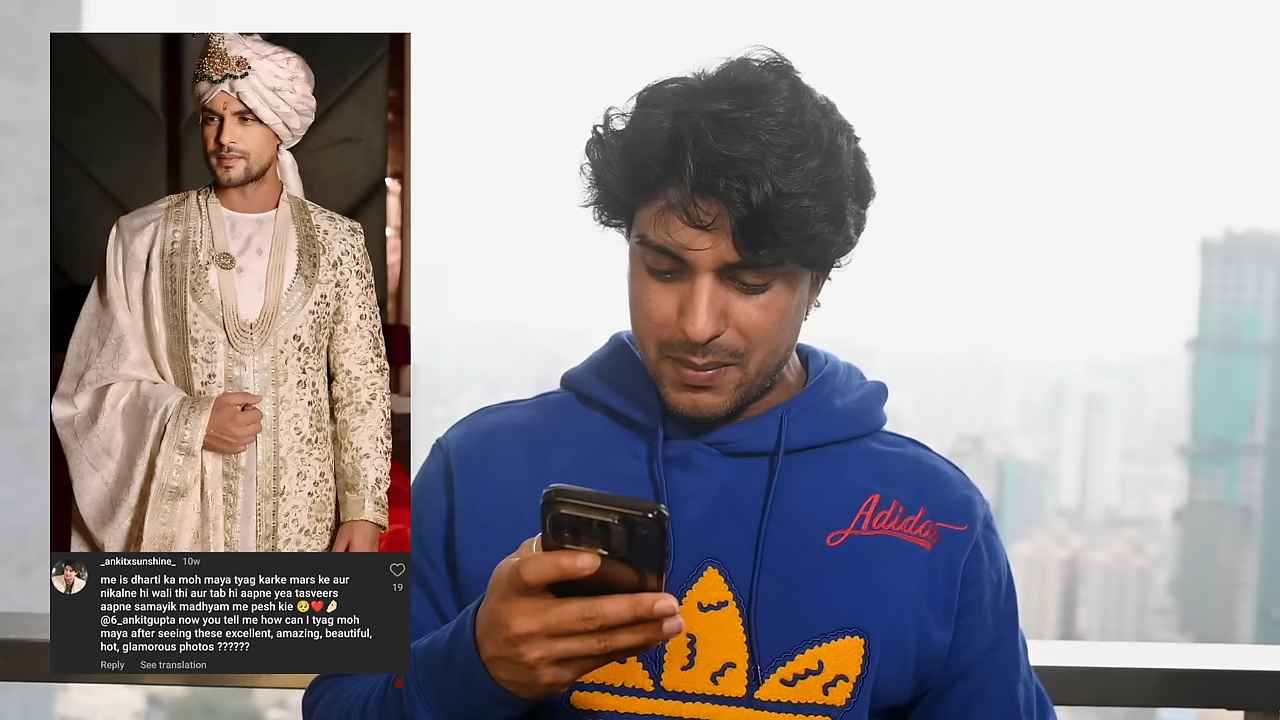 _ankitxsunshine_ 10w
me is dharti ka moh maya tyag karke mars ke aur
nikalne hi wali thi aur tab hi aapne yea tasveers
aapne samayik madhyam me pesh kie 🥺❤️🤌🏻
@6_ankitgupta now you tell me how can I tyag moh
maya after seeing these excellent, amazing, beautiful,
hot, glamorous photos ??????
19
Reply See translation
Adidas